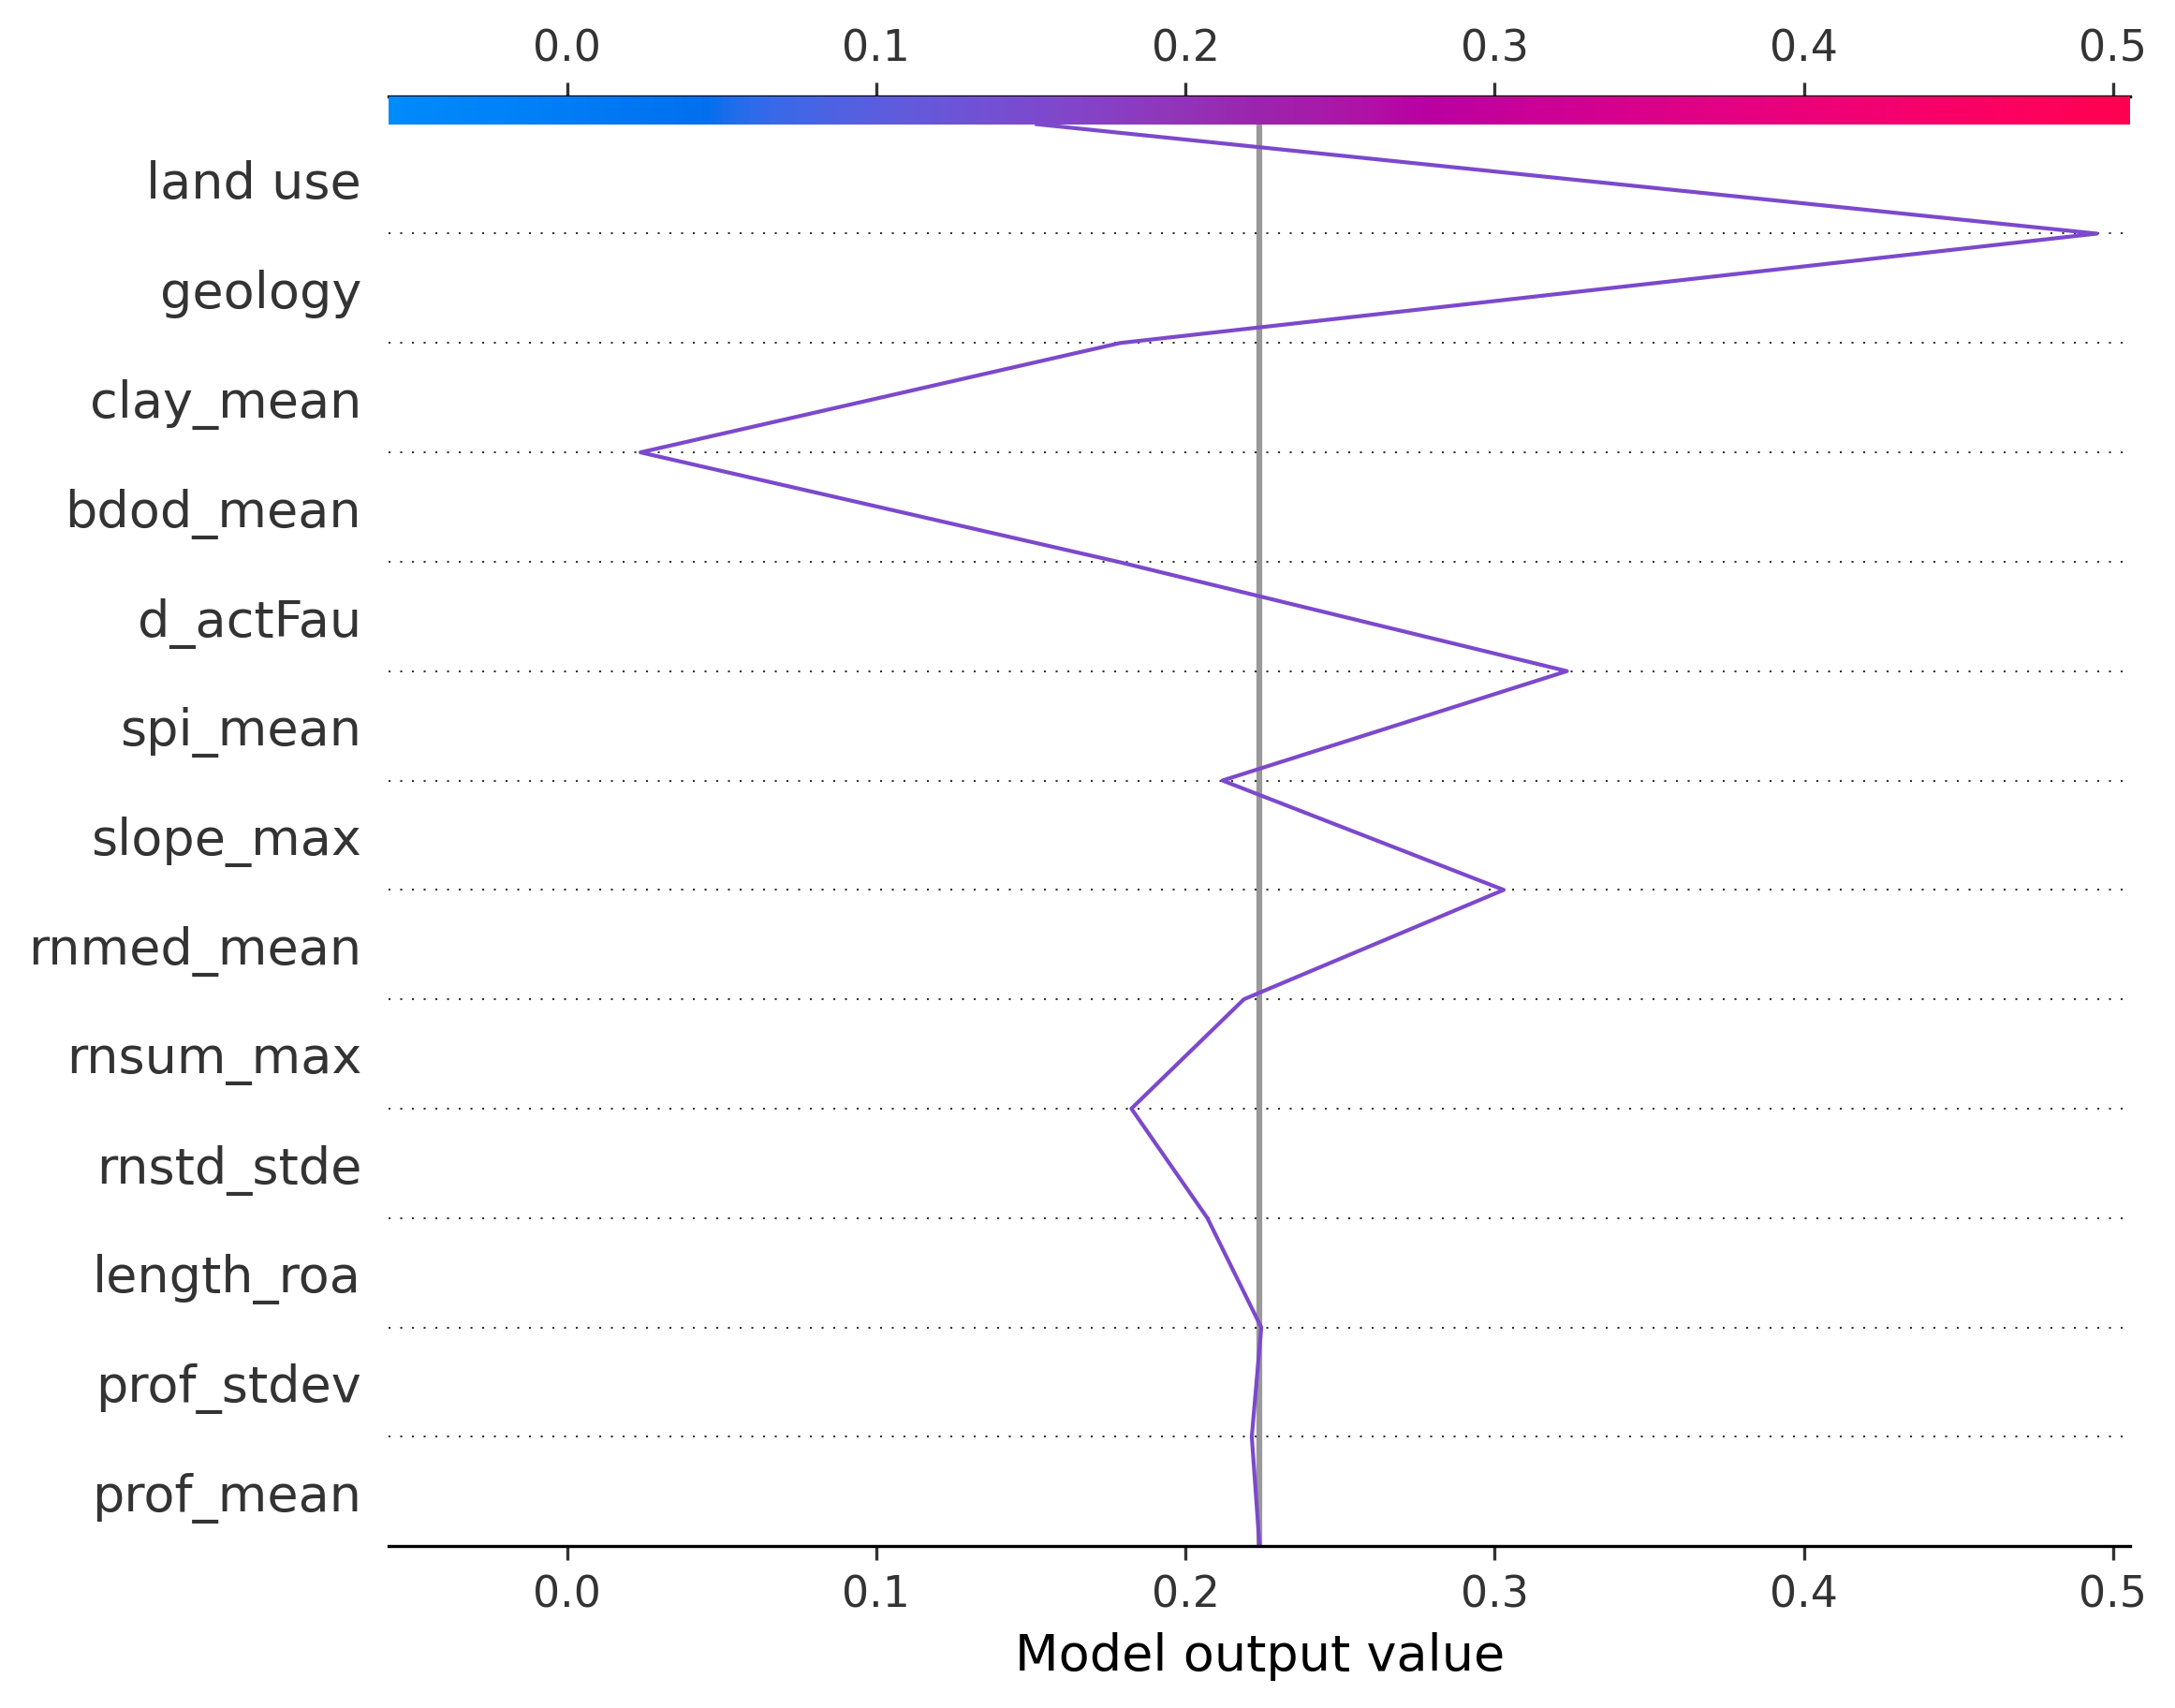 0.0 0.1 0.2 0.3 0.4 0.5
land use
geology
clay_mean
bdod_mean
d_actFau
spi_mean
slope_max
rnmed_mean
rnsum_max
rnstd_stde
length_roa
prof_stdev
prof_mean
0.0 0.1 0.2 0.3 0.4 0.5
Model output value